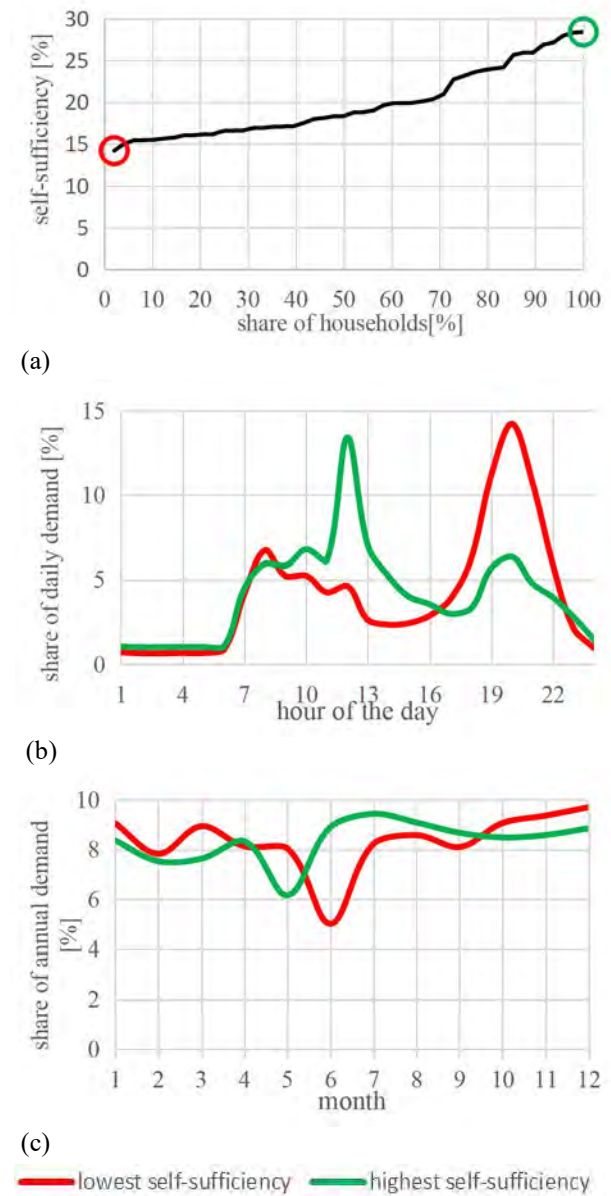 self-sufficiency [%]
30
25
20
15
10
5
0
0 10 20 30 40 50 60 70 80 90 100
share of households[%]
(a)
share of daily demand [%]
15
10
5
0
1 4 7 10 13 16 19 22
hour of the day
(b)
share of annual demand
[%]
10
8
6
4
2
0
1 2 3 4 5 6 7 8 9 10 11 12
month
(c)
lowest self-sufficiency highest self-sufficiency